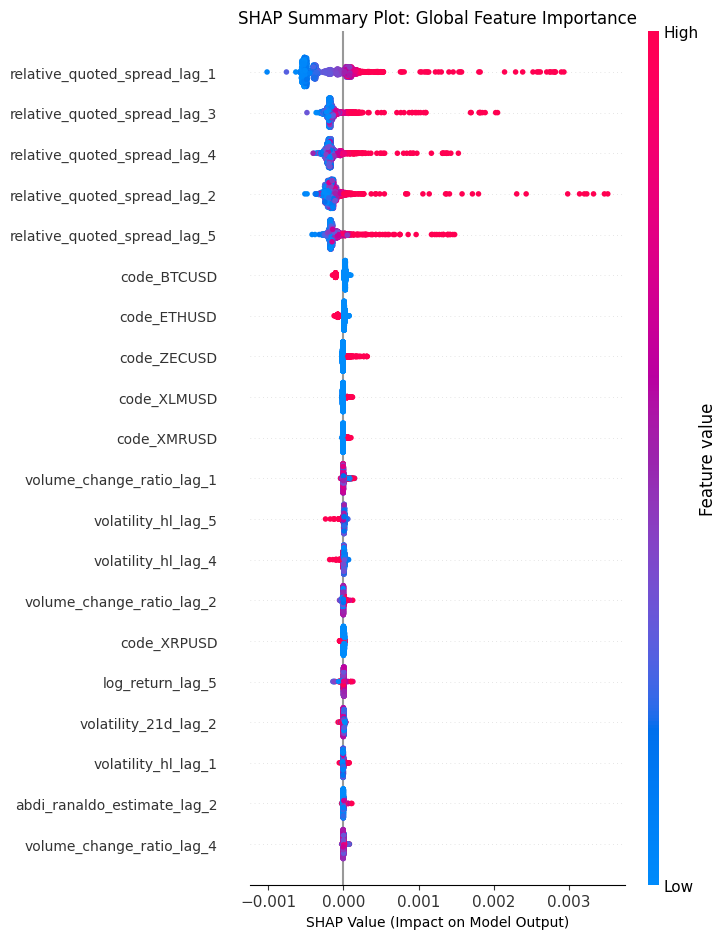 SHAP Summary Plot: Global Feature Importance
High
relative_quoted_spread_lag_1
relative_quoted_spread_lag_3
relative_quoted_spread_lag_4
relative_quoted_spread_lag_2
relative_quoted_spread_lag_5
code_BTCUSD
code_ETHUSD
code_ZECUSD
code_XLMUSD
code_XMRUSD
volume_change_ratio_lag_1
volatility_hl_lag_5
volatility_hl_lag_4
volume_change_ratio_lag_2
code_XRPUSD
log_return_lag_5
volatility_21d_lag_2
volatility_hl_lag_1
abdi_ranaldo_estimate_lag_2
volume_change_ratio_lag_4
Feature value
Low
−0.001 0.000 0.001 0.002 0.003
SHAP Value (Impact on Model Output)